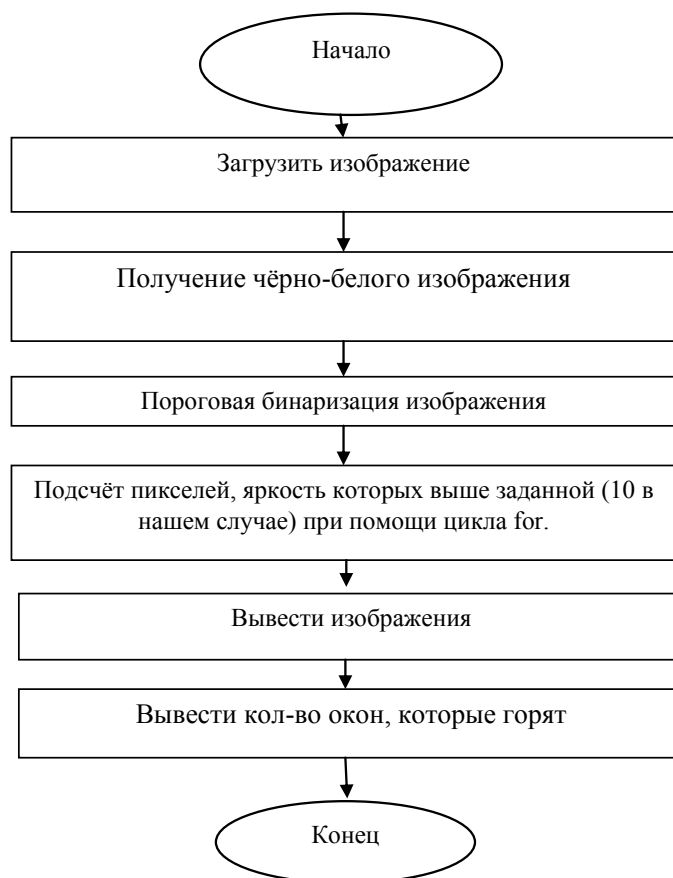 Начало
Загрузить изображение
Получение чёрно-белого изображения
Пороговая бинаризация изображения
Подсчёт пикселей, яркость которых выше заданной (10 в
нашем случае) при помощи цикла for.
Вывести изображения
Вывести кол-во окон, которые горят
Конец